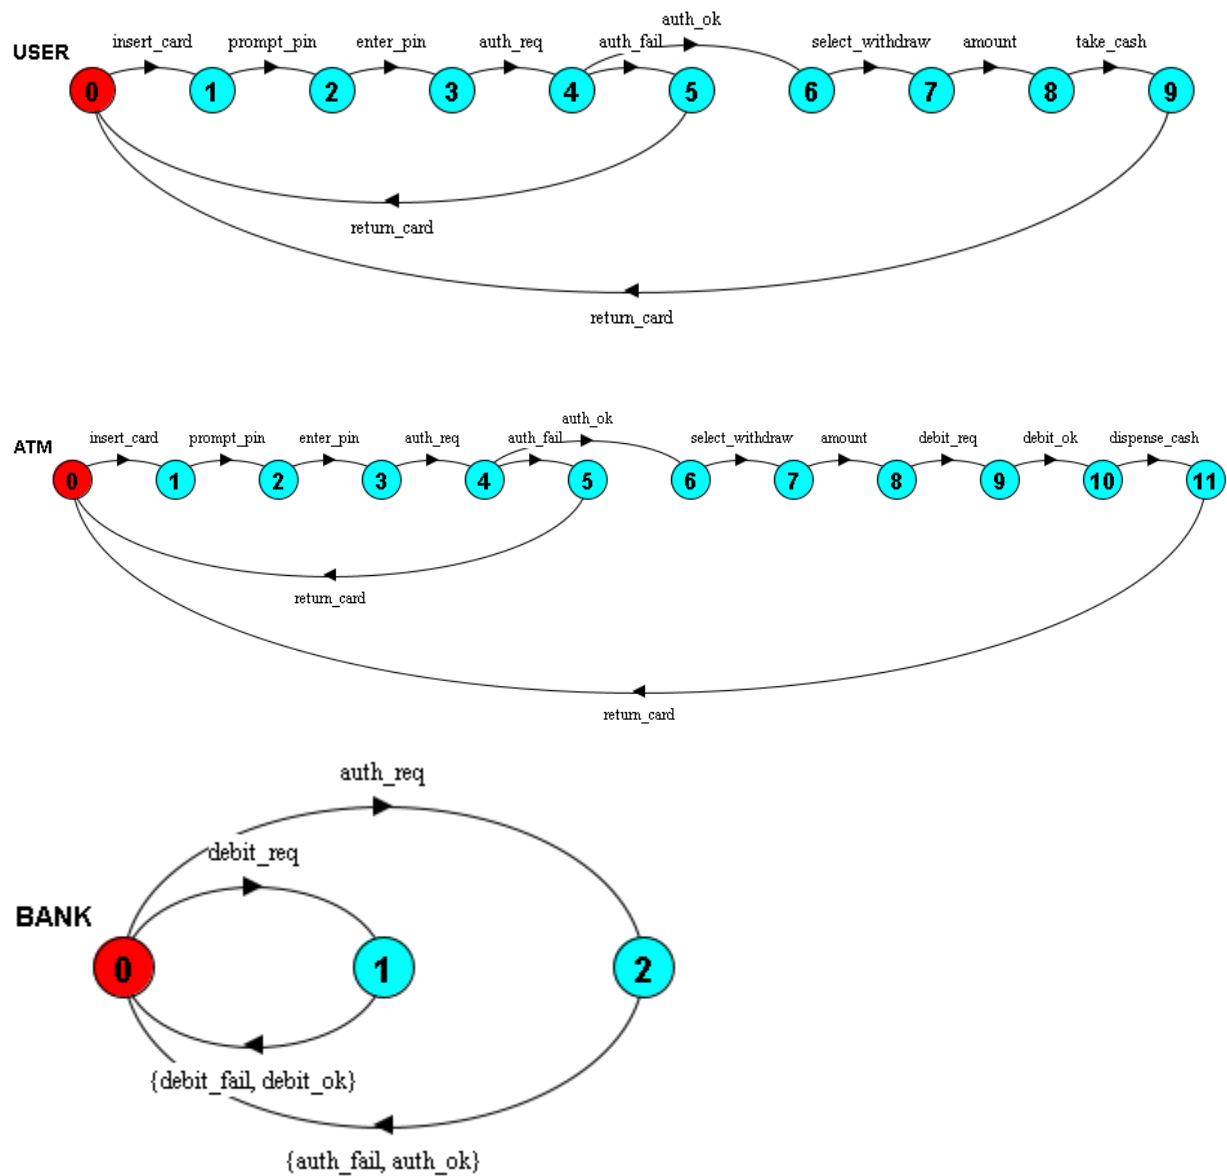 auth_ok
USER insert_card prompt_pin enter_pin auth_req auth_fail select_withdraw amount take_cash
0 1 2 3 4 5 6 7 8 9
return_card
return_card
auth_ok
ATM insert_card prompt_pin enter_pin auth_req auth_fail select_withdraw amount debit_req debit_ok dispense_cash
0 1 2 3 4 5 6 7 8 9 10 11
return_card
return_card
auth_req
debit_req
BANK
0 1 2
{debit_fail, debit_ok}
{auth_fail, auth_ok}